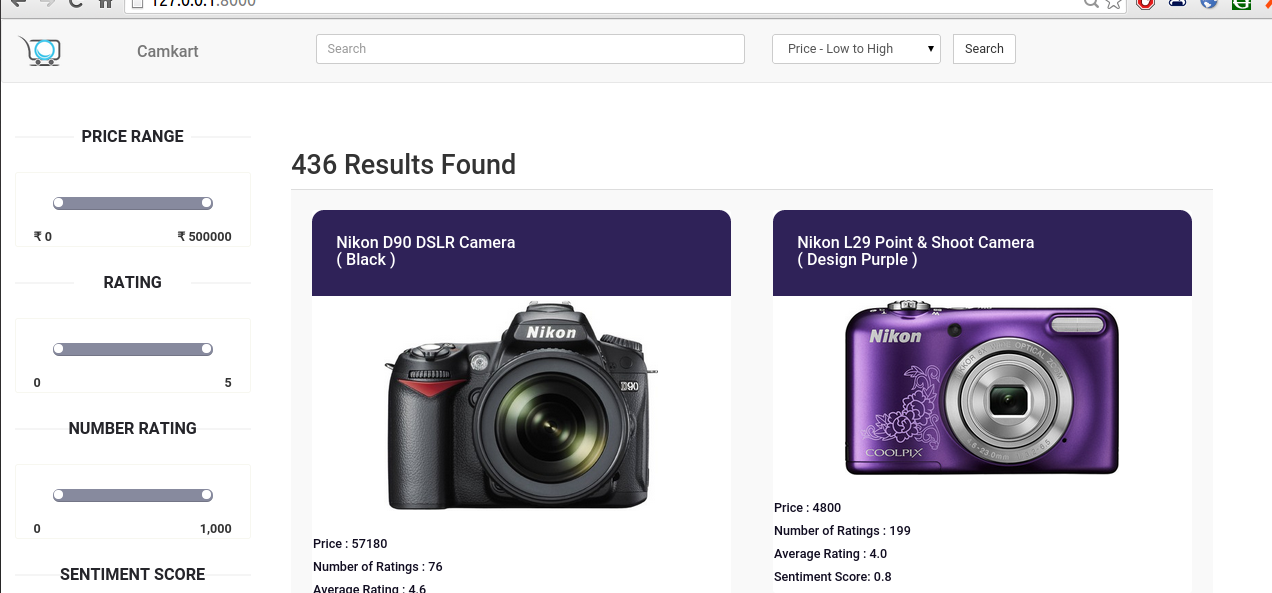 127.0.0.1:8000
Camkart
Search
Price - Low to High
Search
PRICE RANGE
₹ 0
₹ 500000
RATING
0
5
NUMBER RATING
0
1,000
SENTIMENT SCORE
436 Results Found
Nikon D90 DSLR Camera
( Black )
Nikon
D90
Price : 57180
Number of Ratings : 76
Average Rating : 4.6
Nikon L29 Point & Shoot Camera
( Design Purple )
Nikon
COOLPIX
Price : 4800
Number of Ratings : 199
Average Rating : 4.0
Sentiment Score: 0.8